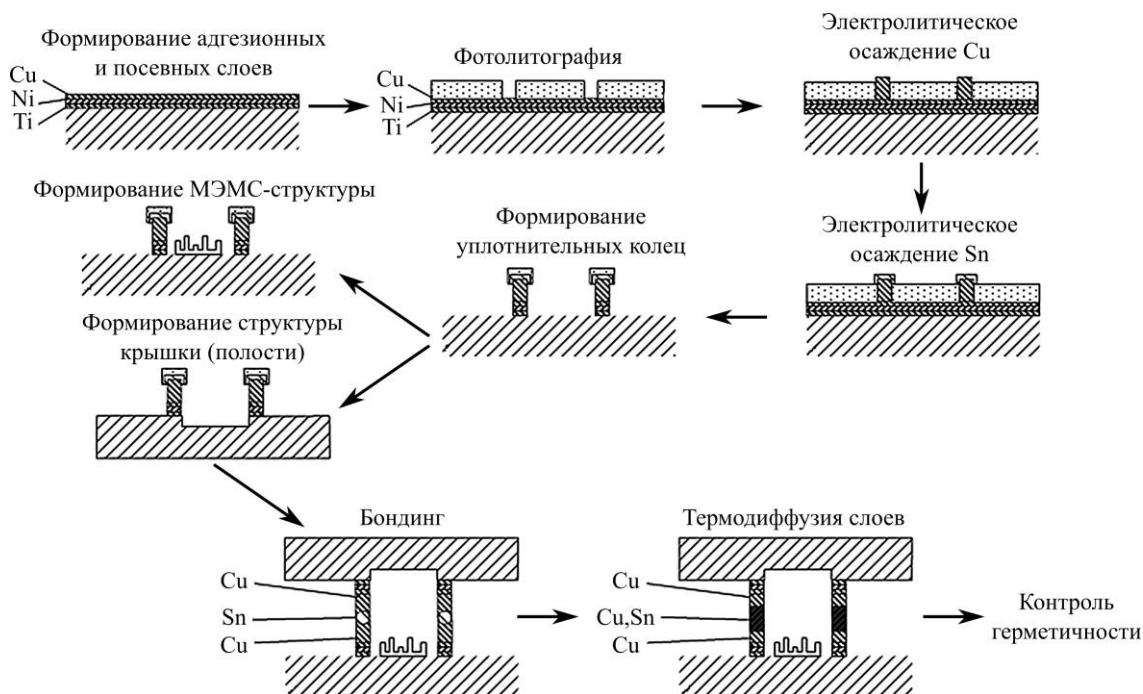 Формирование адгезионных
и посевных слоев
Cu
Ni
Ti
Фотолитография
Cu
Ni
Ti
Электролитическое
осаждение Cu
Электролитическое
осаждение Sn
Формирование
уплотнительных колец
Формирование МЭМС-структуры
Формирование структуры
крышки (полости)
Бондинг
Cu
Sn
Cu
Термодиффузия слоев
Cu
Cu,Sn
Cu
Контроль
герметичности